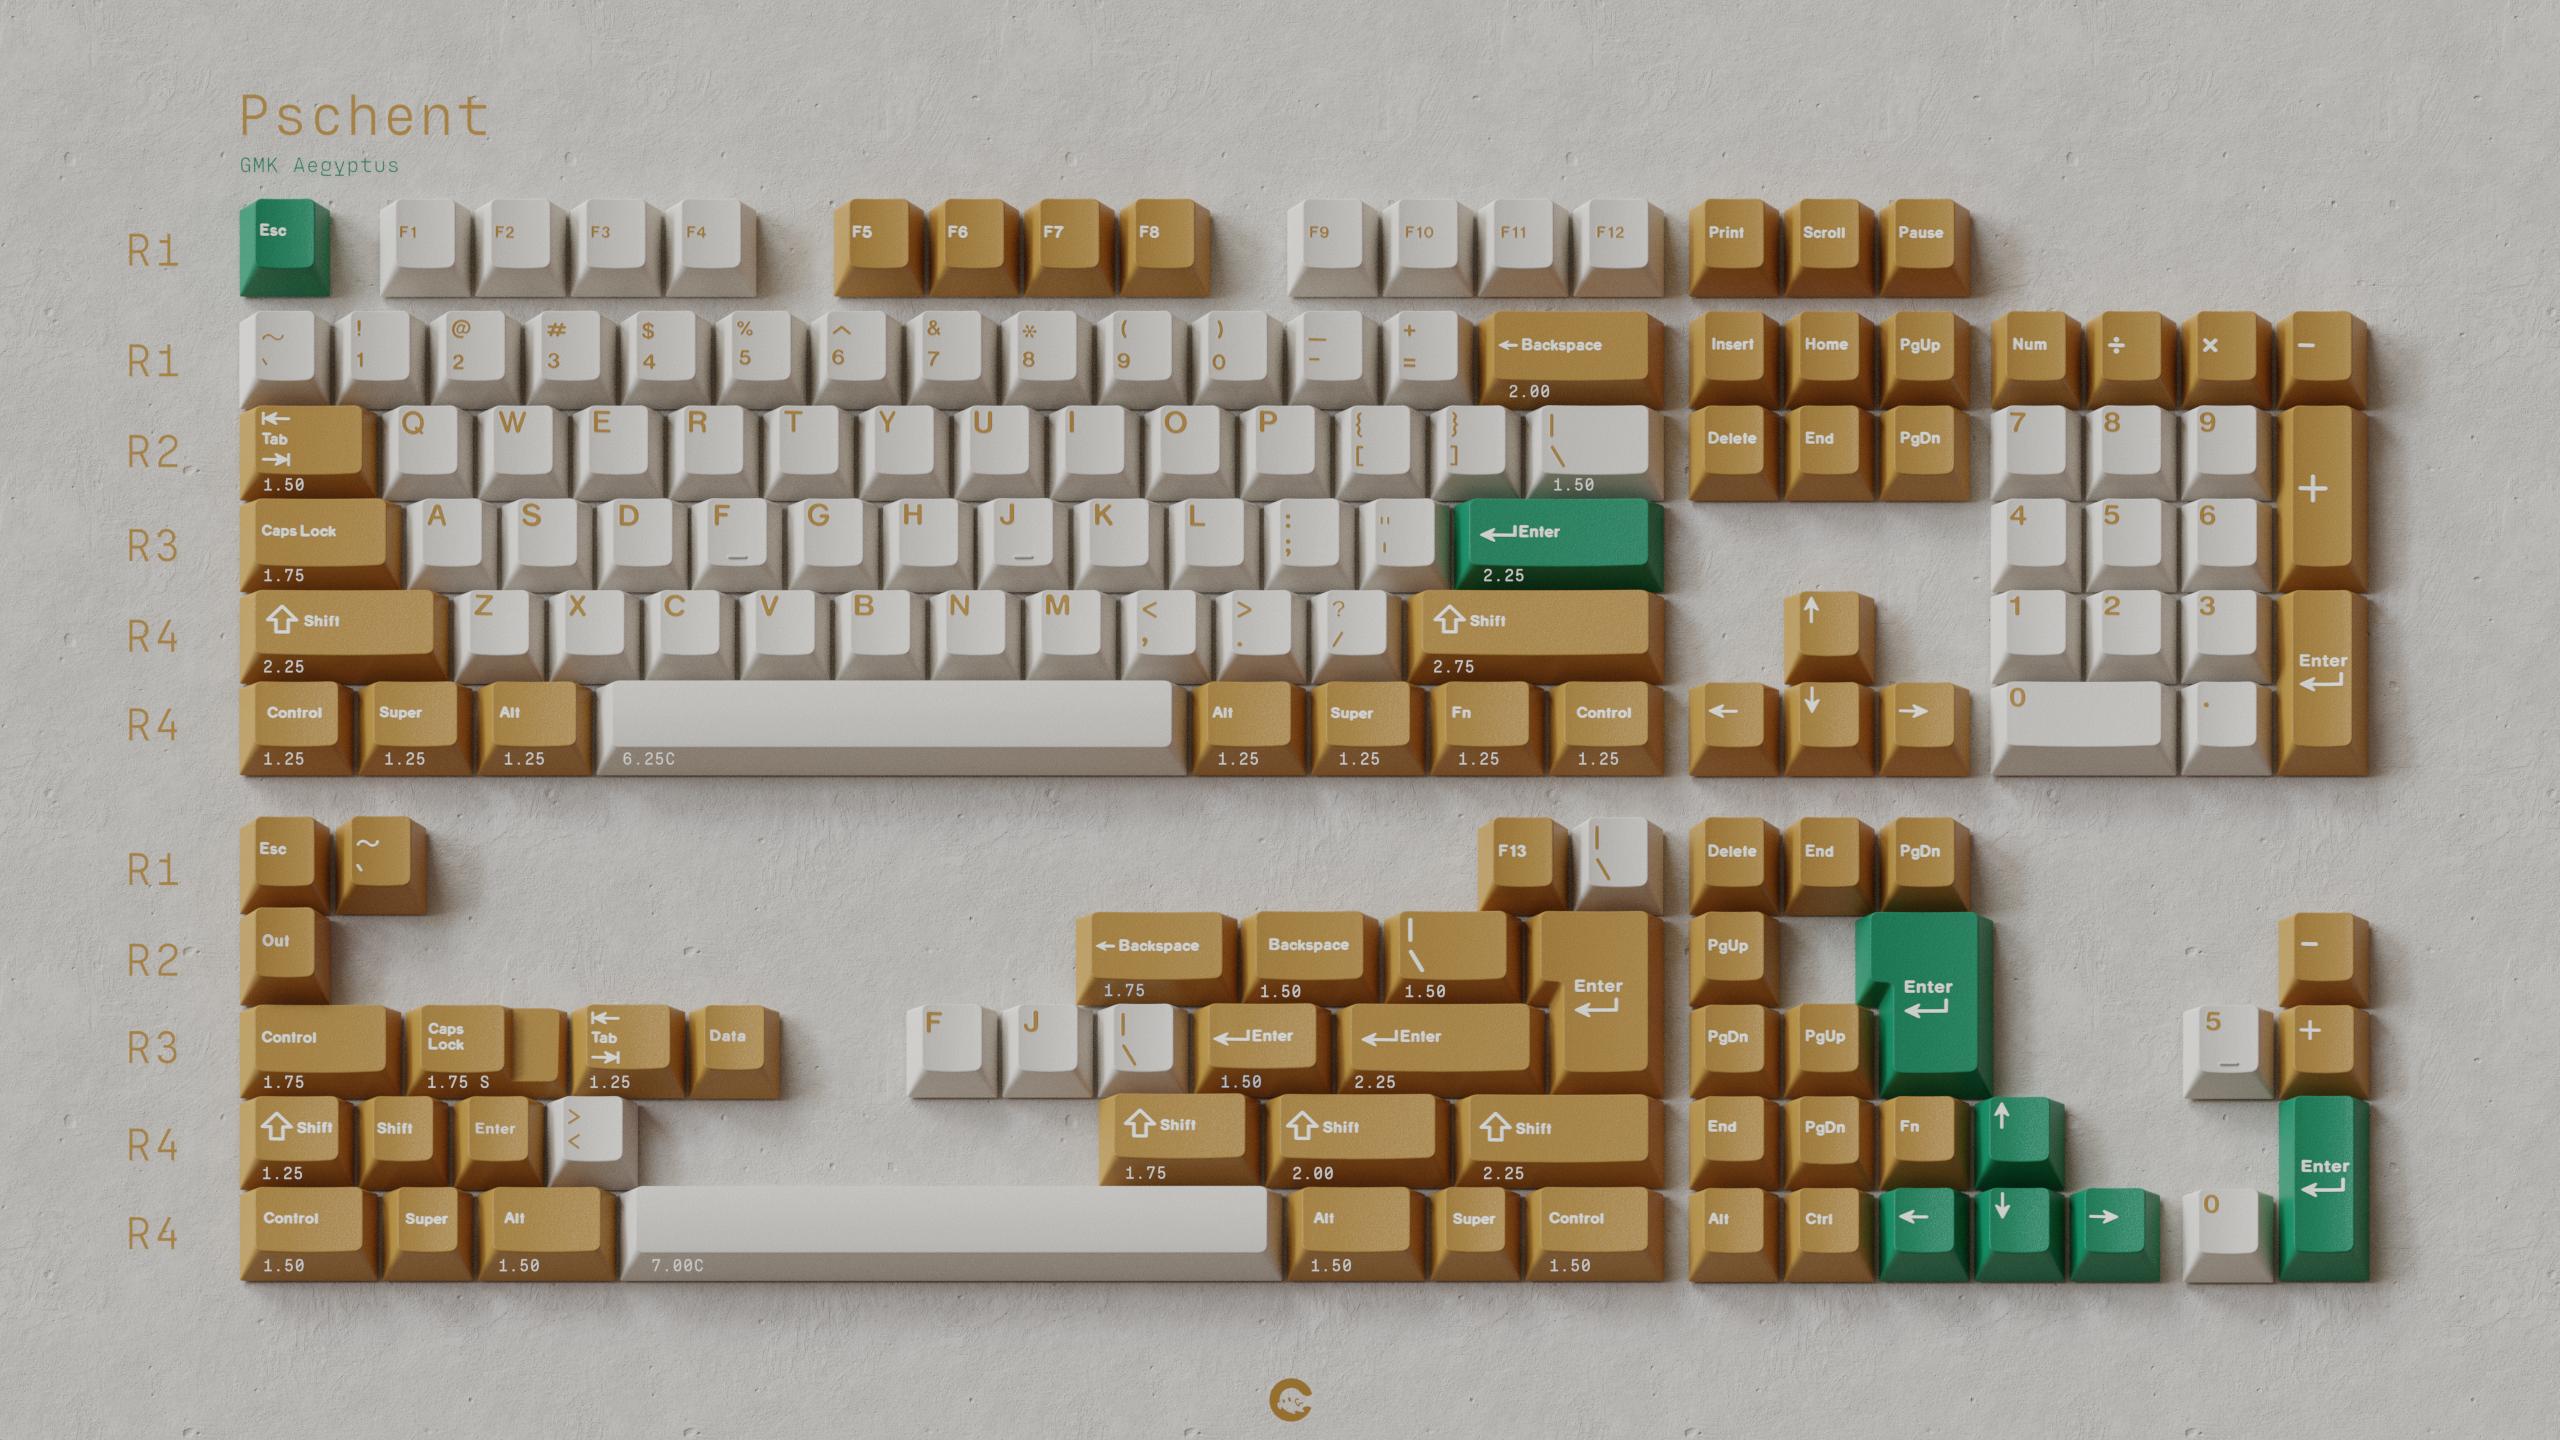 Pschent
GMK Aegyptus
R1 Esc F1 F2 F3 F4 F5 F6 F7 F8 F9 F10 F11 F12 Print Scroll Pause
~ ! @ # $ % ^ & * ( ) _ +
R1 ` 1 2 3 4 5 6 7 8 9 0 - = ← Backspace Insert Home PgUp Num ÷ × −
2.00
R2 Tab Q W E R T Y U I O P { [ } ] | \ Delete End PgDn 7 8 9 +
1.50 1.50
R3 Caps Lock A S D F G H J K L : ; " ' Enter 4 5 6
1.75 2.25
R4 Shift Z X C V B N M < , > . ? / Shift ↑ 1 2 3 Enter
2.25 2.75
R4 Control Super Alt Alt Super Fn Control ← ↓ → 0 .
1.25 1.25 1.25 6.25C 1.25 1.25 1.25 1.25
R1 Esc ~ ` F13 | \ Delete End PgDn
R2 Out ← Backspace Backspace | \ Enter PgUp Enter −
1.75 1.50 1.50
R3 Control Caps Lock Tab Data F J | \ Enter Enter PgDn PgUp 5 +
1.75 1.75 S 1.25 1.50 2.25
R4 Shift Shift Enter > < Shift Shift Shift End PgDn Fn ↑ Enter
1.25 1.75 2.00 2.25
R4 Control Super Alt Alt Super Control Alt Ctrl ← ↓ → 0
1.50 1.50 7.00C 1.50 1.50